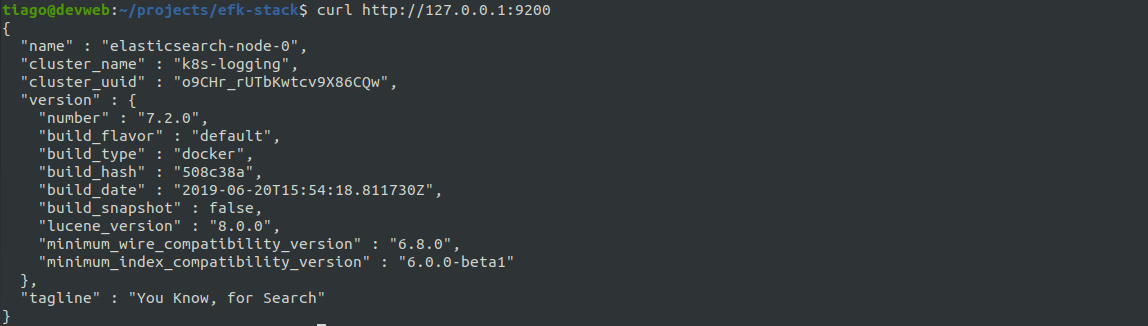 tiago@devweb:~/projects/efk-stack$ curl http://127.0.0.1:9200
{
  "name" : "elasticsearch-node-0",
  "cluster_name" : "k8s-logging",
  "cluster_uuid" : "o9CHr_rUTbKwtcv9X86CQw",
  "version" : {
    "number" : "7.2.0",
    "build_flavor" : "default",
    "build_type" : "docker",
    "build_hash" : "508c38a",
    "build_date" : "2019-06-20T15:54:18.811730Z",
    "build_snapshot" : false,
    "lucene_version" : "8.0.0",
    "minimum_wire_compatibility_version" : "6.8.0",
    "minimum_index_compatibility_version" : "6.0.0-beta1"
  },
  "tagline" : "You Know, for Search"
}